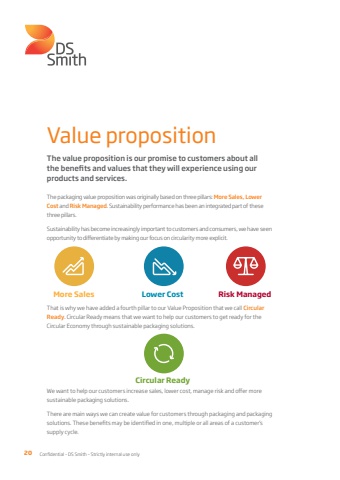 DS
Smith
Value proposition
The value proposition is our promise to customers about all
the benefits and values that they will experience using our
products and services.
The packaging value proposition was originally based on three pillars: More Sales, Lower
Cost and Risk Managed. Sustainability performance has been an integrated part of these
three pillars.
Sustainability has become increasingly important to customers and consumers, we have seen
opportunity to differentiate by making our focus on circularity more explicit.
More Sales
Lower Cost
Risk Managed
That is why we have added a fourth pillar to our Value Proposition that we call Circular
Ready. Circular Ready means that we want to help our customers to get ready for the
Circular Economy through sustainable packaging solutions.
Circular Ready
We want to help our customers increase sales, lower cost, manage risk and offer more
sustainable packaging solutions.
There are main ways we can create value for customers through packaging and packaging
solutions. These benefits may be identified in one, multiple or all areas of a customer's
supply cycle.
20 Confidential - DS Smith – Strictly internal use only.